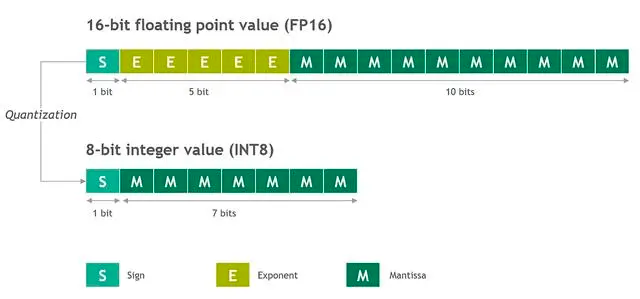 16-bit floating point value (FP16)
S E E E E E M M M M M M M M M M
1 bit 5 bit 10 bits
Quantization
8-bit integer value (INT8)
S M M M M M M M
1 bit 7 bits
S Sign E Exponent M Mantissa